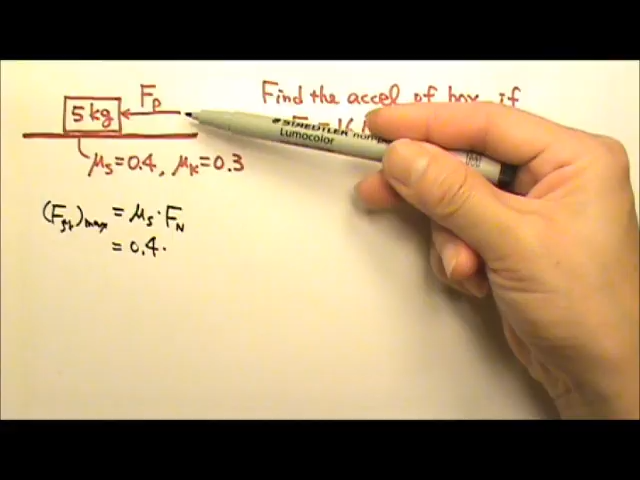 Fp
5 kg
Find the accel of box if
μs=0.4, μK=0.3
(Fsf)max = μs·FN
= 0.4·
STAEDTLER
Lumocolor